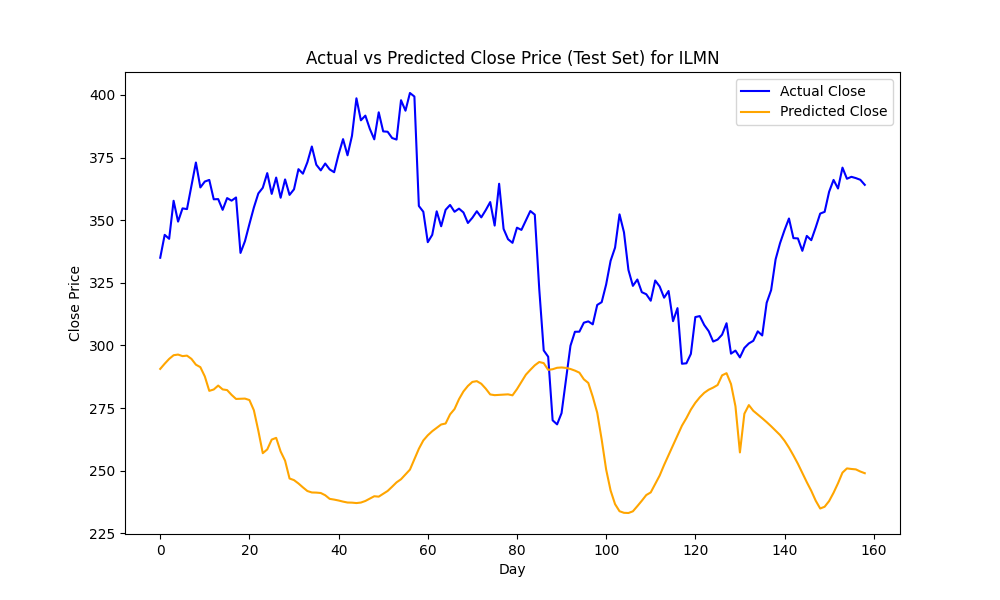 Actual vs Predicted Close Price (Test Set) for ILMN
Actual Close
Predicted Close
Close Price
400
375
350
325
300
275
250
225
0 20 40 60 80 100 120 140 160
Day